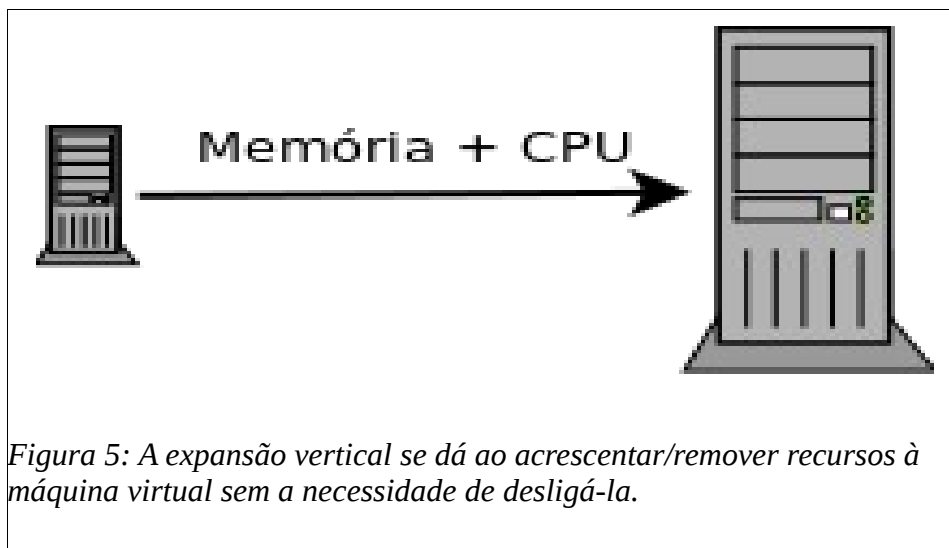 Memória + CPU
Figura 5: A expansão vertical se dá ao acrescentar/remover recursos à
máquina virtual sem a necessidade de desligá-la.